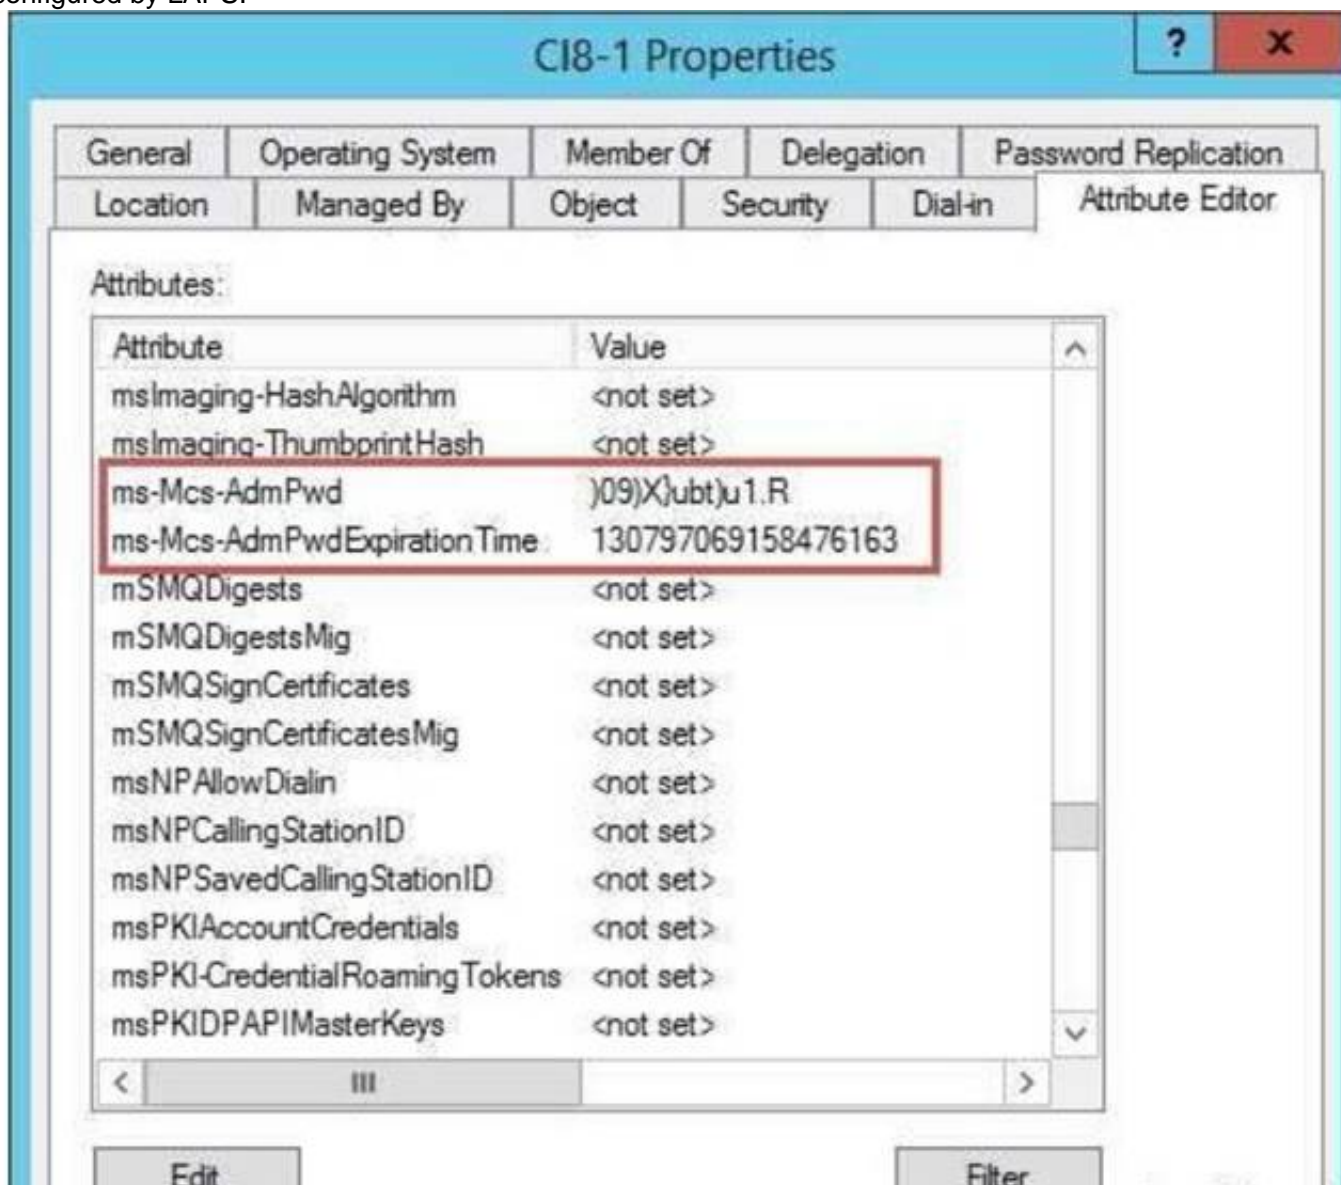 configured by LAPS.
CI8-1 Properties
? x
General Operating System Member Of Delegation Password Replication
Location Managed By Object Security Dial-in Attribute Editor
Attributes:
Attribute Value
msImaging-HashAlgorithm <not set>
msImaging-ThumbprintHash <not set>
ms-Mcs-AdmPwd )09)X}ubt)u1.R
ms-Mcs-AdmPwdExpirationTime 130797069158476163
mSMQDigests <not set>
mSMQDigestsMig <not set>
mSMQSignCertificates <not set>
mSMQSignCertificatesMig <not set>
msNPAllowDialin <not set>
msNPCallingStationID <not set>
msNPSavedCallingStationID <not set>
msPKIAccountCredentials <not set>
msPKI-CredentialRoamingTokens <not set>
msPKIDPAPIMasterKeys <not set>
Edit Filter